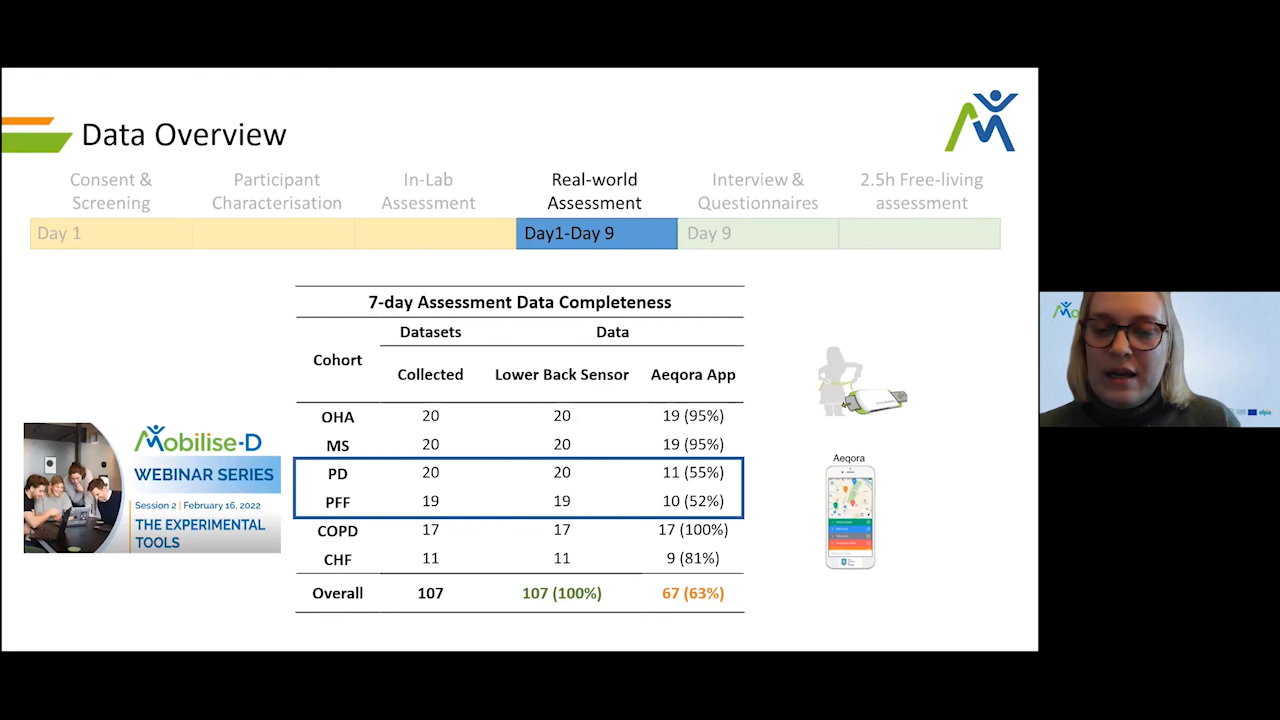 Data Overview
Consent &
Screening
Participant
Characterisation
In-Lab
Assessment
Real-world
Assessment
Interview &
Questionnaires
2.5h Free-living
assessment
Day 1
Day1-Day 9
Day 9
7-day Assessment Data Completeness
Cohort
Datasets
Data
Collected
Lower Back Sensor
Aeqora App
OHA 20 20 19 (95%)
MS 20 20 19 (95%)
PD 20 20 11 (55%)
PFF 19 19 10 (52%)
COPD 17 17 17 (100%)
CHF 11 11 9 (81%)
Overall 107 107 (100%) 67 (63%)
Mobilise-D
WEBINAR SERIES
Session 2 | February 16, 2022
THE EXPERIMENTAL
TOOLS
Aeqora
Mo
efpia